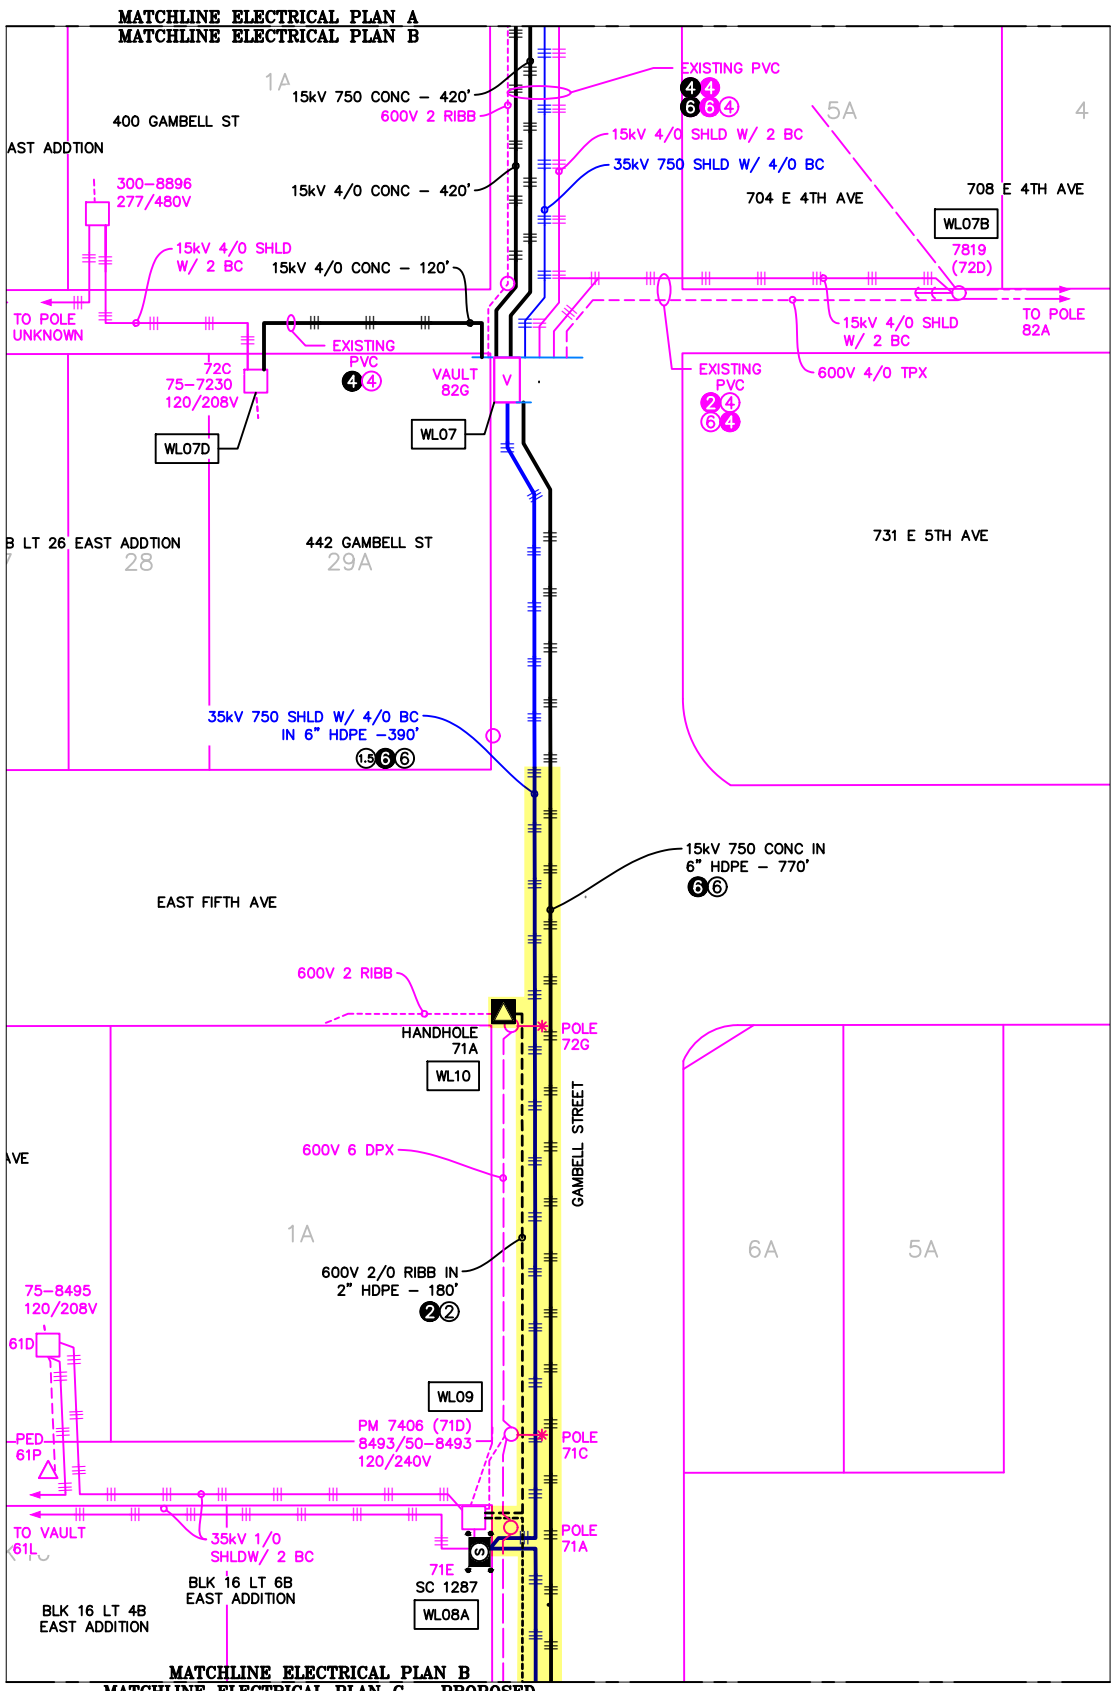 MATCHLINE ELECTRICAL PLAN A
MATCHLINE ELECTRICAL PLAN B
1A
400 GAMBELL ST
AST ADDTION
300-8896
277/480V
15kV 750 CONC - 420'
600V 2 RIBB
15kV 4/0 CONC - 420'
EXISTING PVC
4 4
6 6 4
15kV 4/0 SHLD W/ 2 BC
35kV 750 SHLD W/ 4/0 BC
5A
4
704 E 4TH AVE
708 E 4TH AVE
WL07B
7819
(72D)
15kV 4/0 SHLD
W/ 2 BC
15kV 4/0 CONC - 120'
TO POLE
UNKNOWN
EXISTING
PVC
4 4
72C
75-7230
120/208V
WL07D
VAULT
82G
V
WL07
15kV 4/0 SHLD
W/ 2 BC
TO POLE
82A
EXISTING
PVC
2 4
6 4
600V 4/0 TPX
B LT 26 EAST ADDTION
7
28
442 GAMBELL ST
29A
731 E 5TH AVE
35kV 750 SHLD W/ 4/0 BC
IN 6" HDPE -390'
1.5 6 6
15kV 750 CONC IN
6" HDPE - 770'
6 6
EAST FIFTH AVE
600V 2 RIBB
HANDHOLE
71A
WL10
POLE
72G
GAMBELL STREET
AVE
600V 6 DPX
1A
6A
5A
600V 2/0 RIBB IN
2" HDPE - 180'
2 2
75-8495
120/208V
61D
WL09
PM 7406 (71D)
8493/50-8493
120/240V
POLE
71C
PED
61P
TO VAULT
61L
35kV 1/0
SHLDW/ 2 BC
POLE
71A
S
71E
SC 1287
WL08A
BLK 16 LT 6B
EAST ADDITION
BLK 16 LT 4B
EAST ADDITION
MATCHLINE ELECTRICAL PLAN B
MATCHLINE ELECTRICAL PLAN C PROPOSED